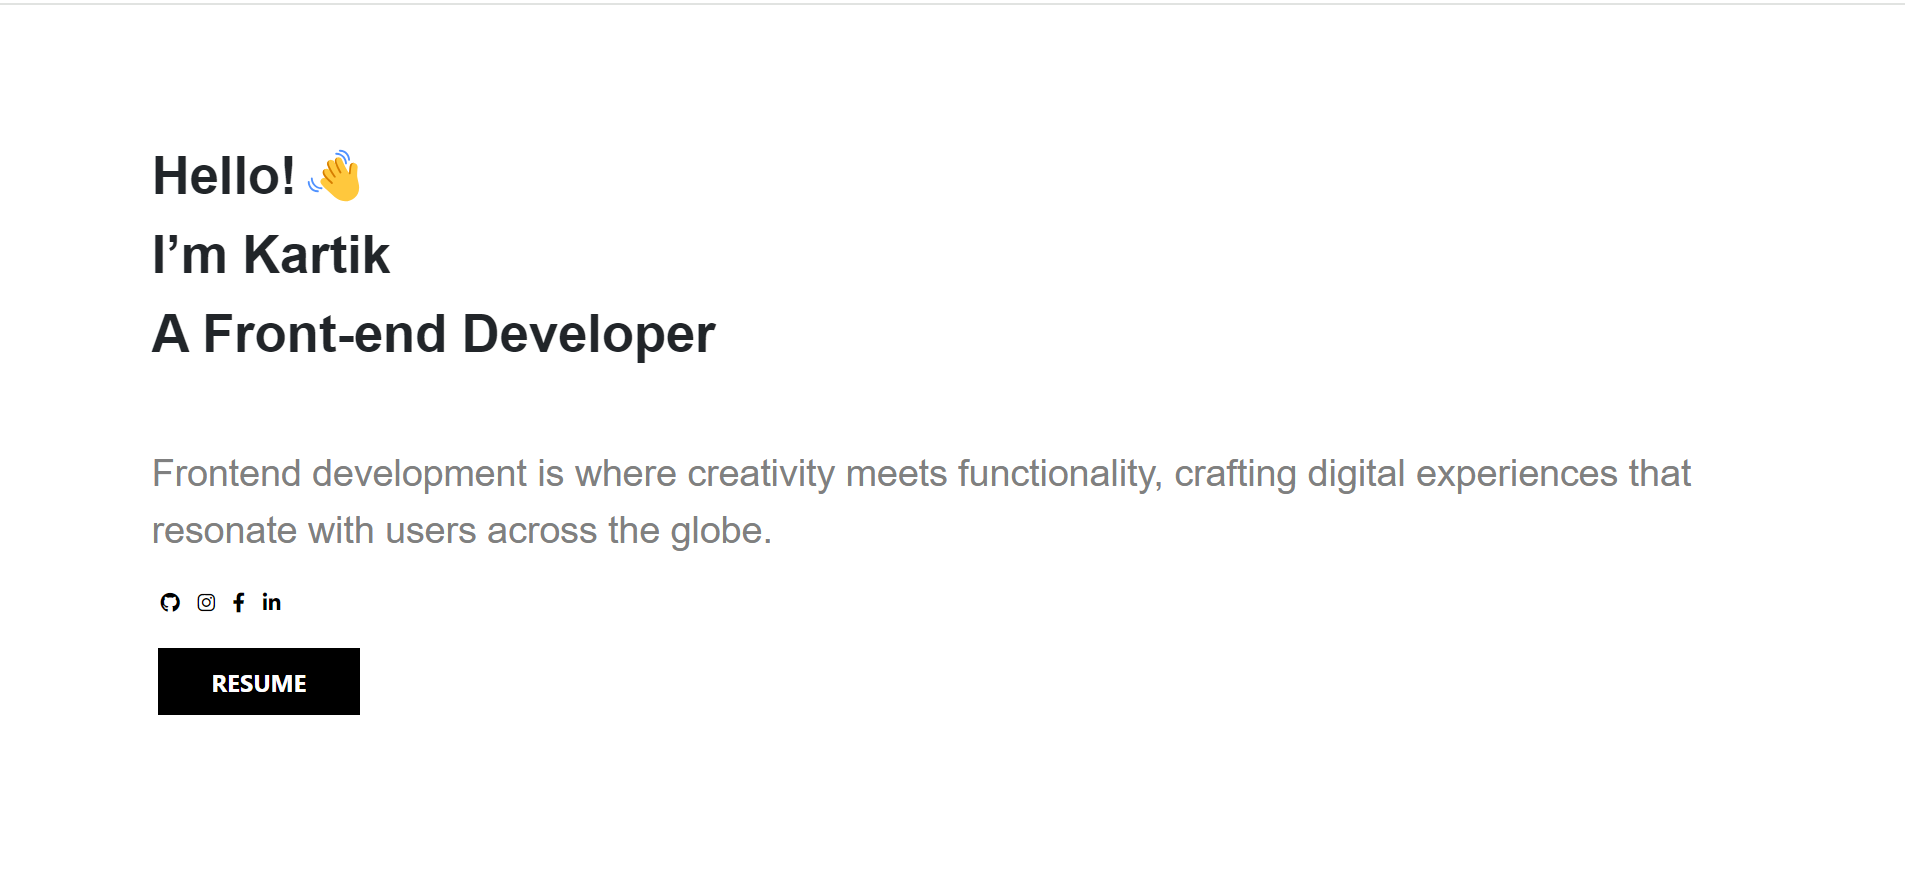 Hello! 👋
I’m Kartik
A Front-end Developer
Frontend development is where creativity meets functionality, crafting digital experiences that
resonate with users across the globe.
RESUME